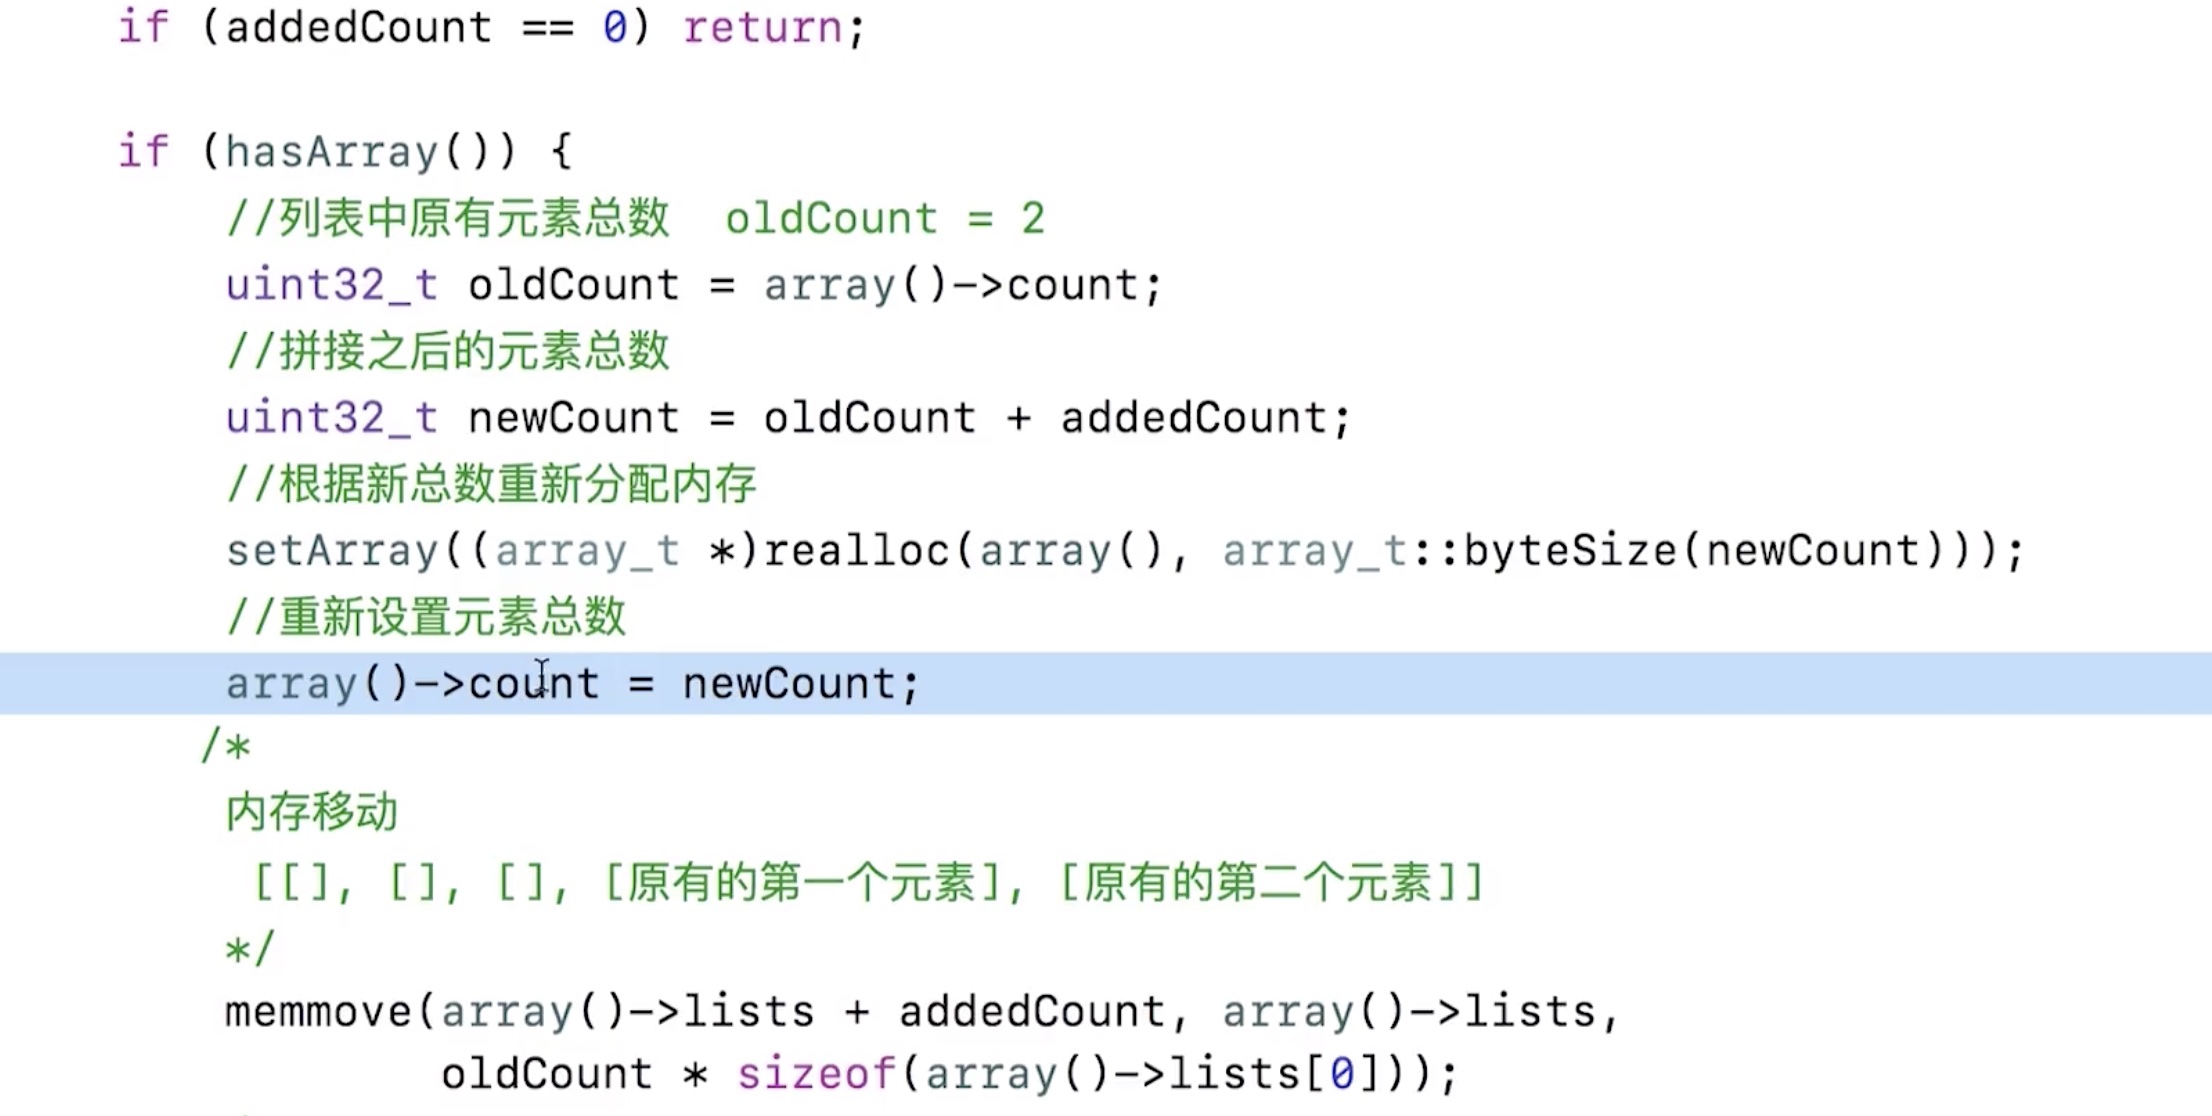 if (addedCount == 0) return;
if (hasArray()) {
//列表中原有元素总数  oldCount = 2
uint32_t oldCount = array()->count;
//拼接之后的元素总数
uint32_t newCount = oldCount + addedCount;
//根据新总数重新分配内存
setArray((array_t *)realloc(array(), array_t::byteSize(newCount)));
//重新设置元素总数
array()->count = newCount;
/*
内存移动
[[], [], [], [原有的第一个元素], [原有的第二个元素]]
*/
memmove(array()->lists + addedCount, array()->lists,
oldCount * sizeof(array()->lists[0]));